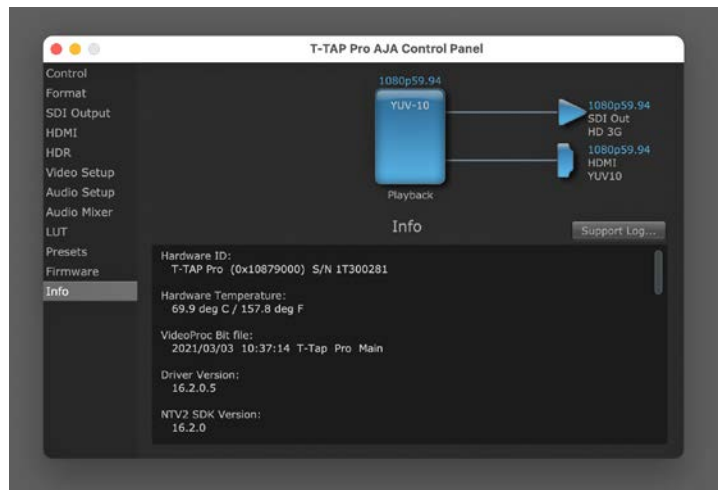 T-TAP Pro AJA Control Panel
Control
Format
SDI Output
HDMI
HDR
Video Setup
Audio Setup
Audio Mixer
LUT
Presets
Firmware
Info
1080p59.94
YUV-10
Playback
1080p59.94
SDI Out
HD 3G
1080p59.94
HDMI
YUV10
Info
Support Log...
Hardware ID:
T-TAP Pro (0x10879000) S/N 1T300281
Hardware Temperature:
69.9 deg C / 157.8 deg F
VideoProc Bit file:
2021/03/03 10:37:14 T-Tap Pro Main
Driver Version:
16.2.0.5
NTV2 SDK Version:
16.2.0